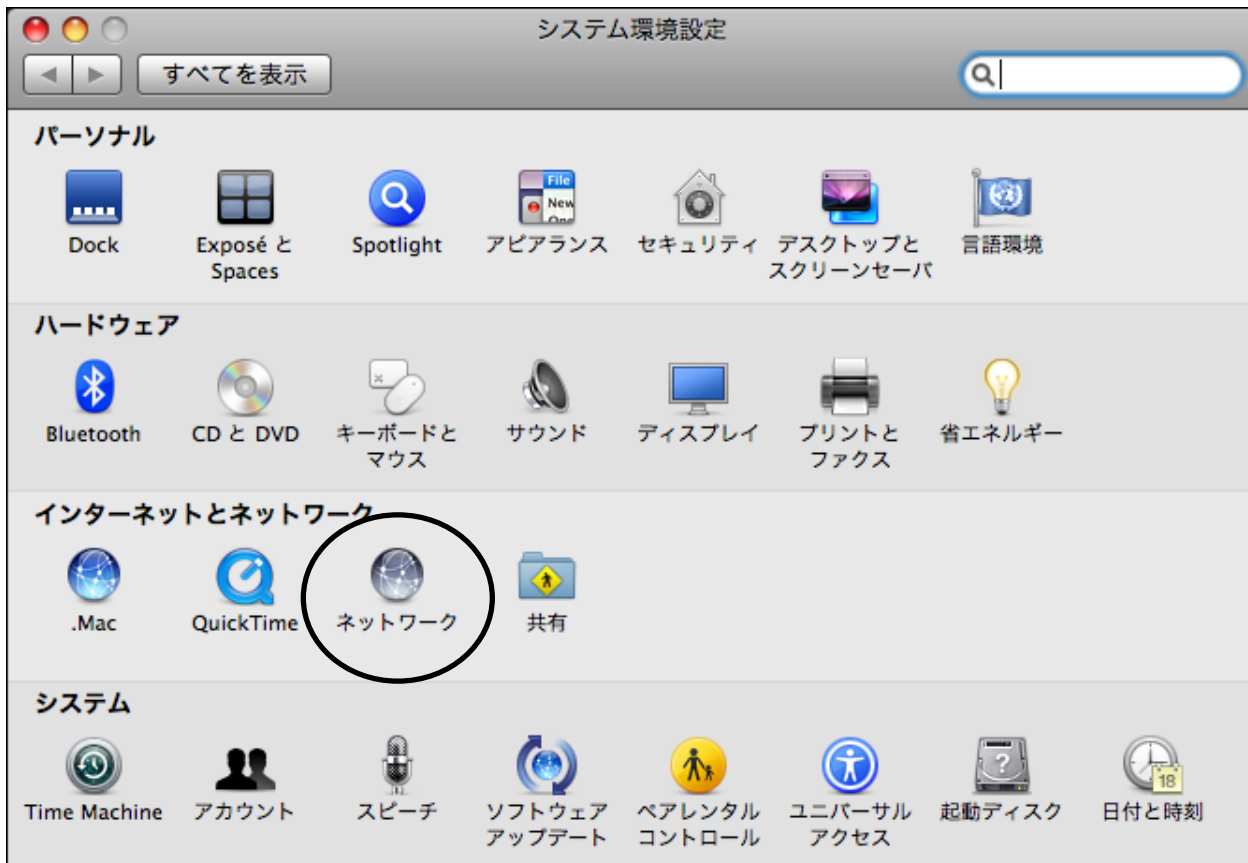 システム環境設定
すべてを表示
パーソナル
Dock
Exposé と
Spaces
Spotlight
File
New
アピアランス
セキュリティ
デスクトップと
スクリーンセーバ
言語環境
ハードウェア
Bluetooth
CD と DVD
キーボードと
マウス
サウンド
ディスプレイ
プリントと
ファクス
省エネルギー
インターネットとネットワーク
.Mac
QuickTime
ネットワーク
共有
システム
Time Machine
アカウント
スピーチ
ソフトウェア
アップデート
ペアレンタル
コントロール
ユニバーサル
アクセス
?
起動ディスク
18
日付と時刻